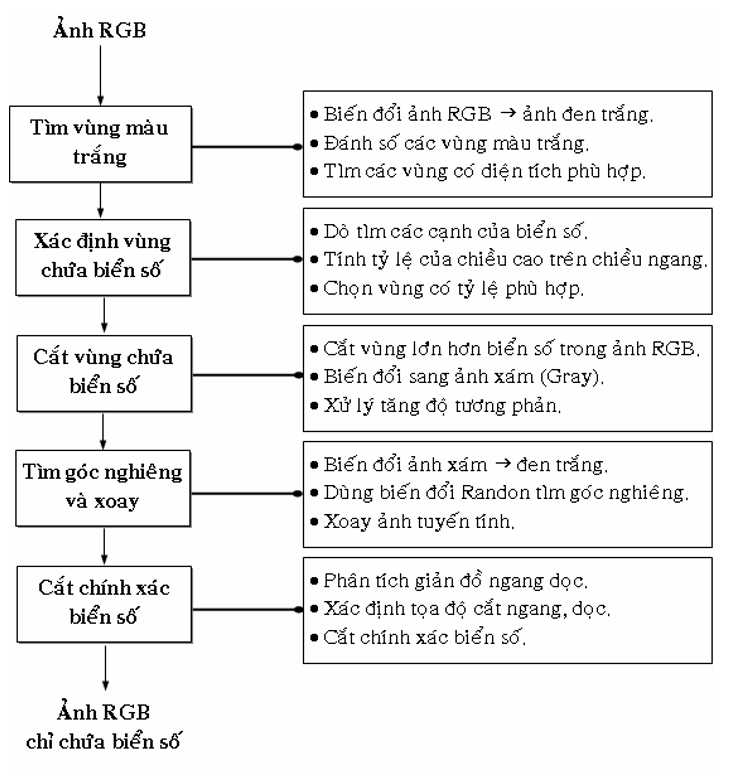 Ảnh RGB
Tìm vùng màu
trắng
• Biến đổi ảnh RGB → ảnh đen trắng.
• Đánh số các vùng màu trắng.
• Tìm các vùng có diện tích phù hợp.
Xác định vùng
chứa biển số
• Dò tìm các cạnh của biển số.
• Tính tỷ lệ của chiều cao trên chiều ngang.
• Chọn vùng có tỷ lệ phù hợp.
Cắt vùng chứa
biển số
• Cắt vùng lớn hơn biển số trong ảnh RGB.
• Biến đổi sang ảnh xám (Gray).
• Xử lý tăng độ tương phản.
Tìm góc nghiêng
và xoay
• Biến đổi ảnh xám → đen trắng.
• Dùng biến đổi Randon tìm góc nghiêng.
• Xoay ảnh tuyến tính.
Cắt chính xác
biển số
• Phân tích giản đồ ngang dọc.
• Xác định tọa độ cắt ngang, dọc.
• Cắt chính xác biển số.
Ảnh RGB
chỉ chứa biển số